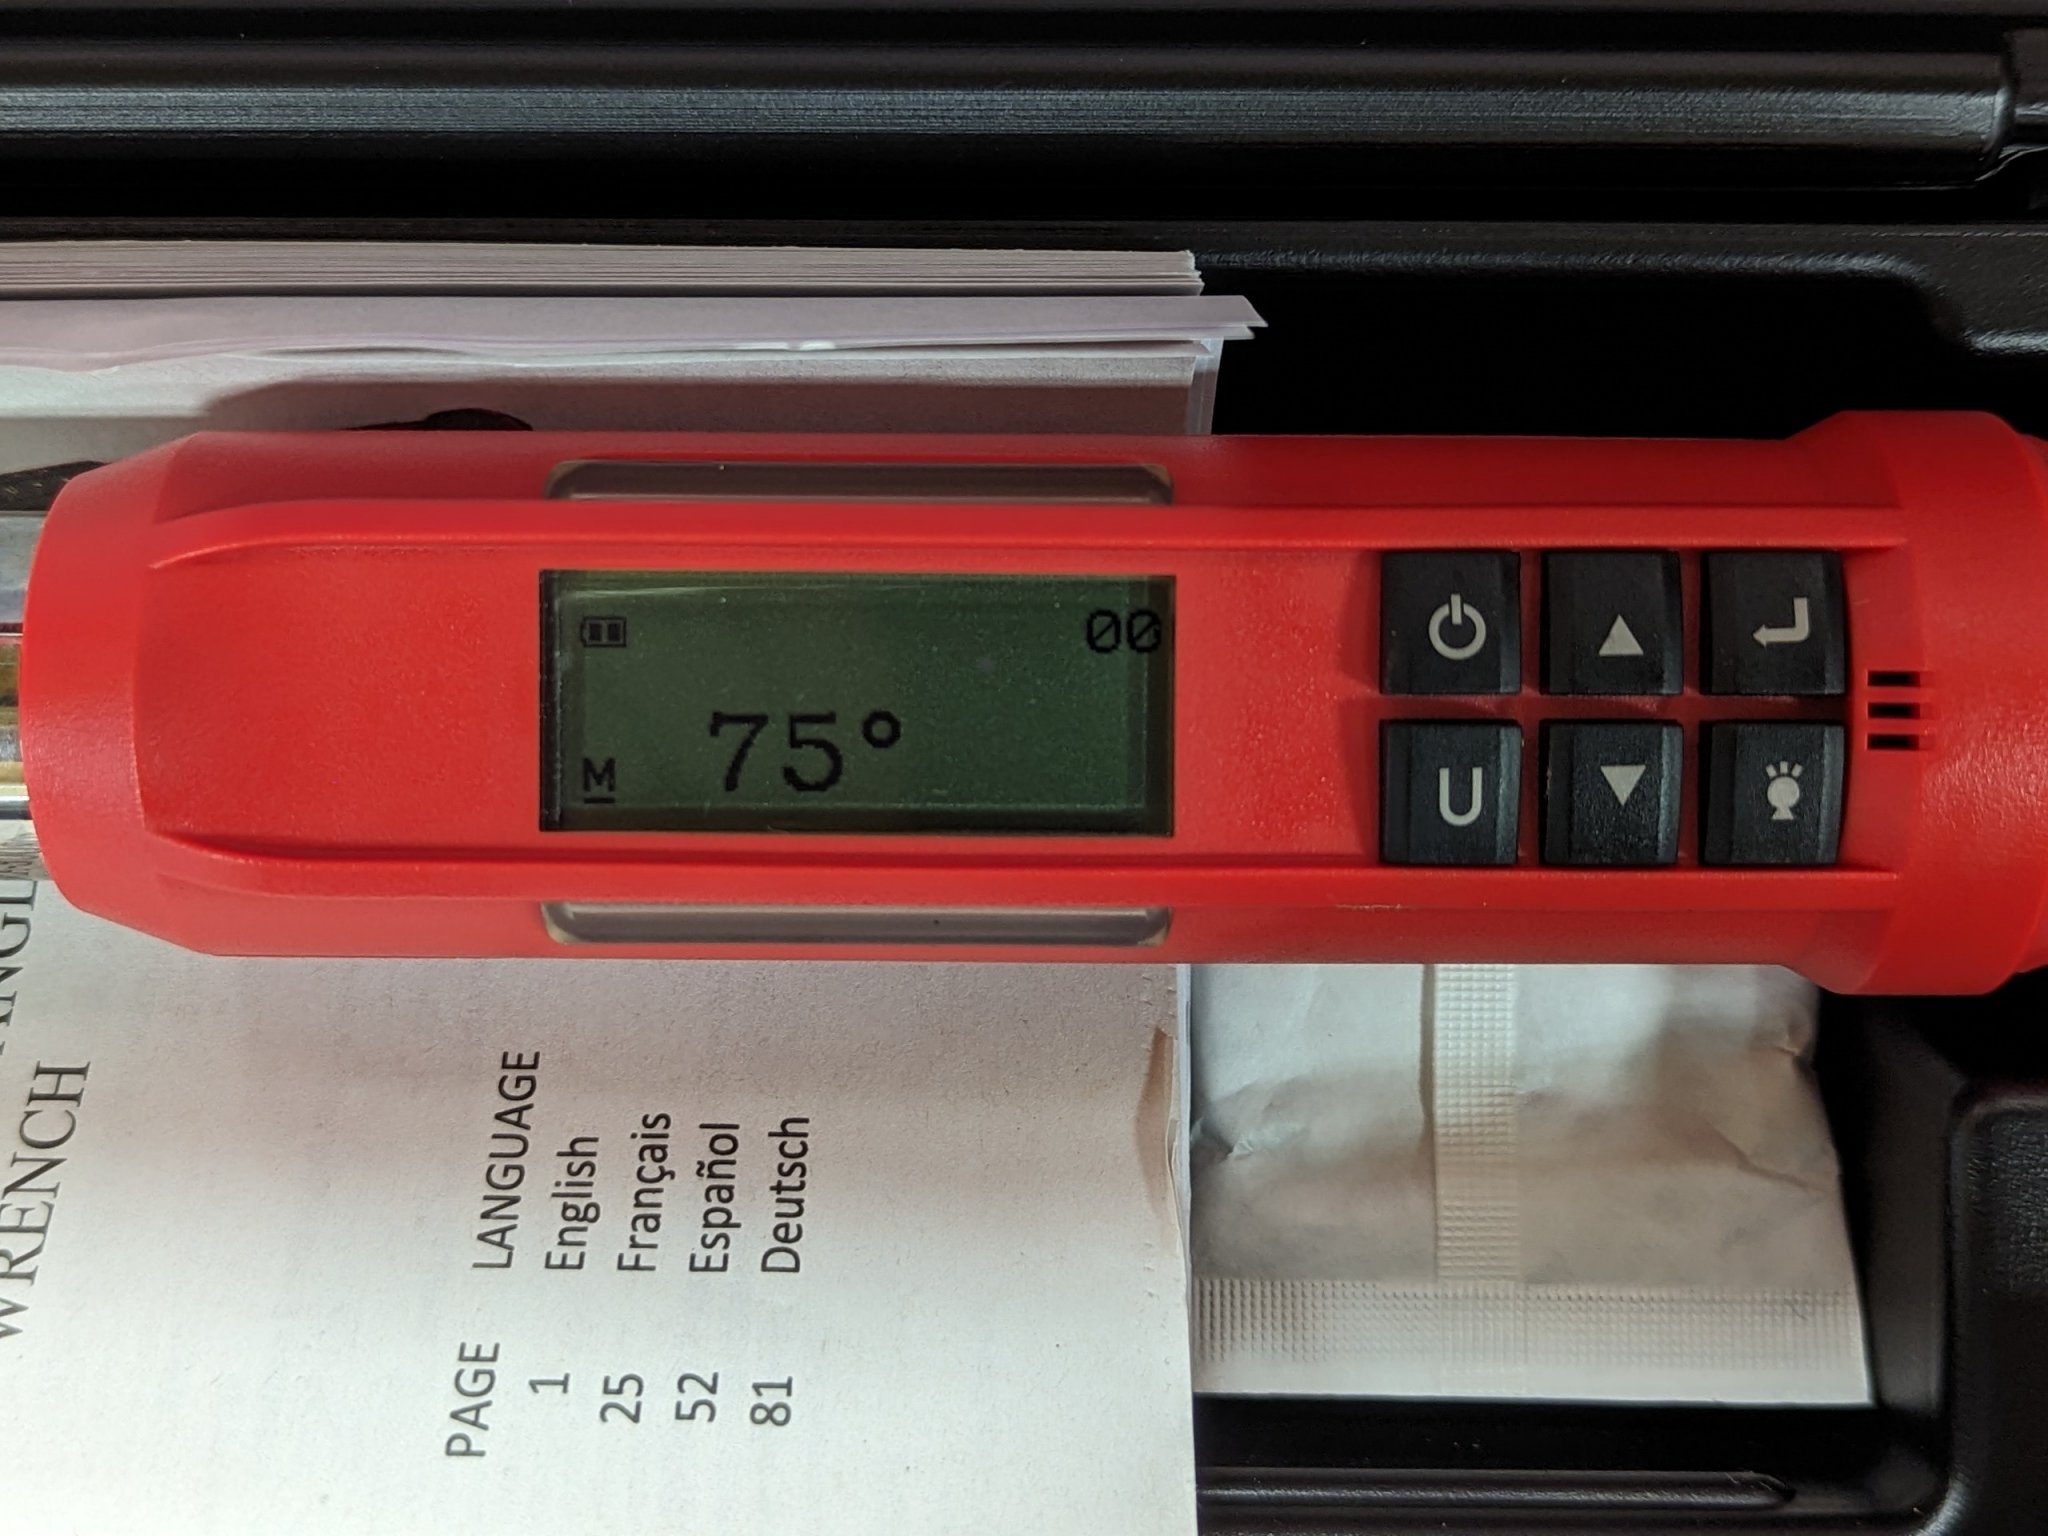 00
75°
M
U
WRENCH
PAGE LANGUAGE
1 English
25 Français
52 Español
81 Deutsch